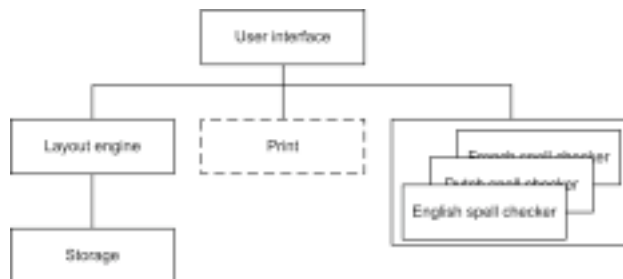 User interface
Layout engine
Print
French spell checker
Dutch spell checker
English spell checker
Storage